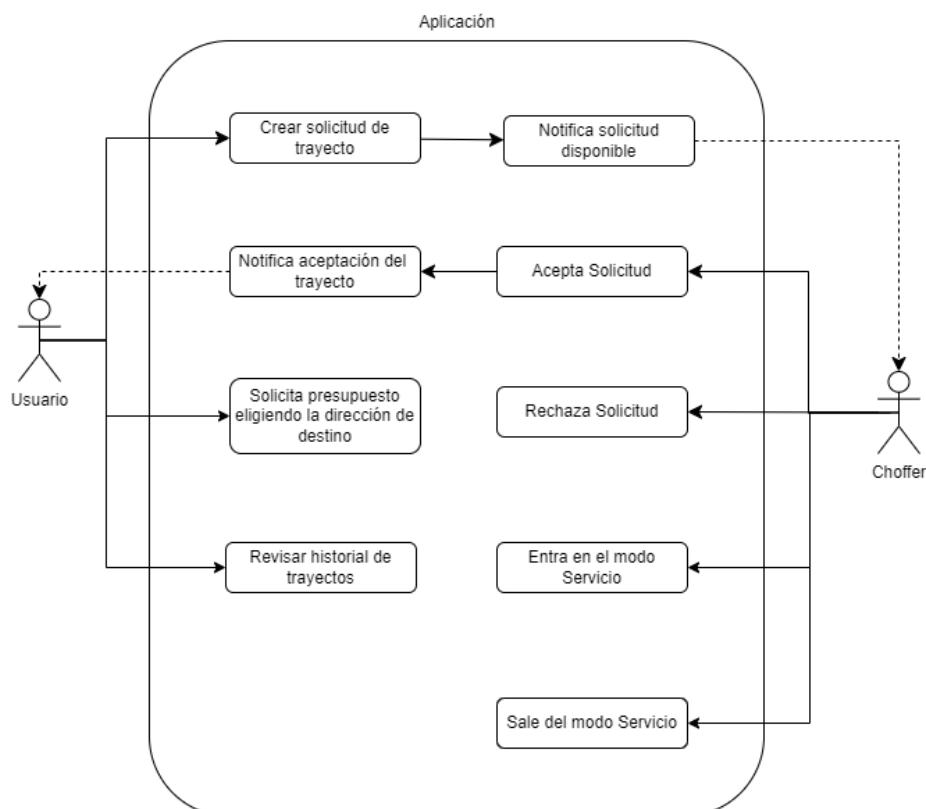 Aplicación
Crear solicitud de
trayecto
Notifica solicitud
disponible
Notifica aceptación del
trayecto
Acepta Solicitud
Usuario
Solicita presupuesto
eligiendo la dirección de
destino
Rechaza Solicitud
Choffer
Revisar historial de
trayectos
Entra en el modo
Servicio
Sale del modo Servicio